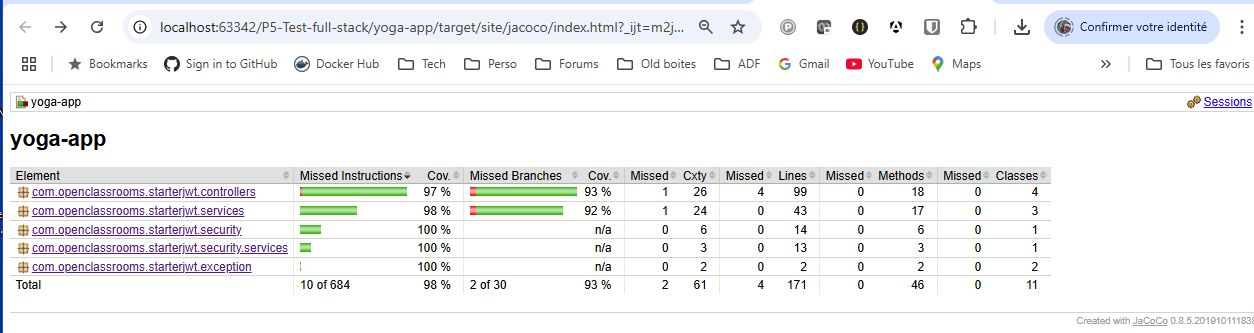 localhost:63342/P5-Test-full-stack/yoga-app/target/site/jacoco/index.html?_ijt=m2j... Confirmer votre identité
Bookmarks Sign in to GitHub Docker Hub Tech Perso Forums Old boites ADF Gmail YouTube Maps » Tous les favoris
yoga-app Sessions
yoga-app
Element Missed Instructions Cov. Missed Branches Cov. Missed Cxty Missed Lines Missed Methods Missed Classes
com.openclassrooms.starterjwt.controllers 97 % 93 % 1 26 4 99 0 18 0 4
com.openclassrooms.starterjwt.services 98 % 92 % 1 24 0 43 0 17 0 3
com.openclassrooms.starterjwt.security 100 % n/a 0 6 0 14 0 6 0 1
com.openclassrooms.starterjwt.security.services 100 % n/a 0 3 0 13 0 3 0 1
com.openclassrooms.starterjwt.exception 100 % n/a 0 2 0 2 0 2 0 2
Total 10 of 684 98 % 2 of 30 93 % 2 61 4 171 0 46 0 11
Created with JaCoCo 0.8.5.201910111838